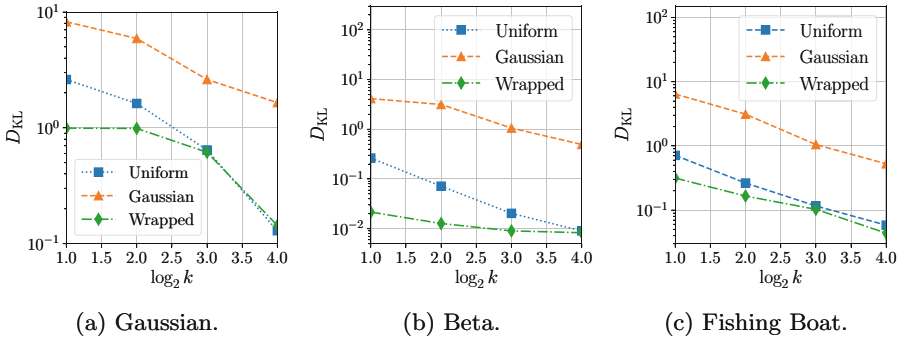 10^1
10^0
10^{-1}
D_KL
Uniform
Gaussian
Wrapped
1.0 1.5 2.0 2.5 3.0 3.5 4.0
log_2 k
(a) Gaussian.
10^2
10^1
10^0
10^{-1}
10^{-2}
D_KL
Uniform
Gaussian
Wrapped
1.0 1.5 2.0 2.5 3.0 3.5 4.0
log_2 k
(b) Beta.
10^2
10^1
10^0
10^{-1}
D_KL
Uniform
Gaussian
Wrapped
1.0 1.5 2.0 2.5 3.0 3.5 4.0
log_2 k
(c) Fishing Boat.